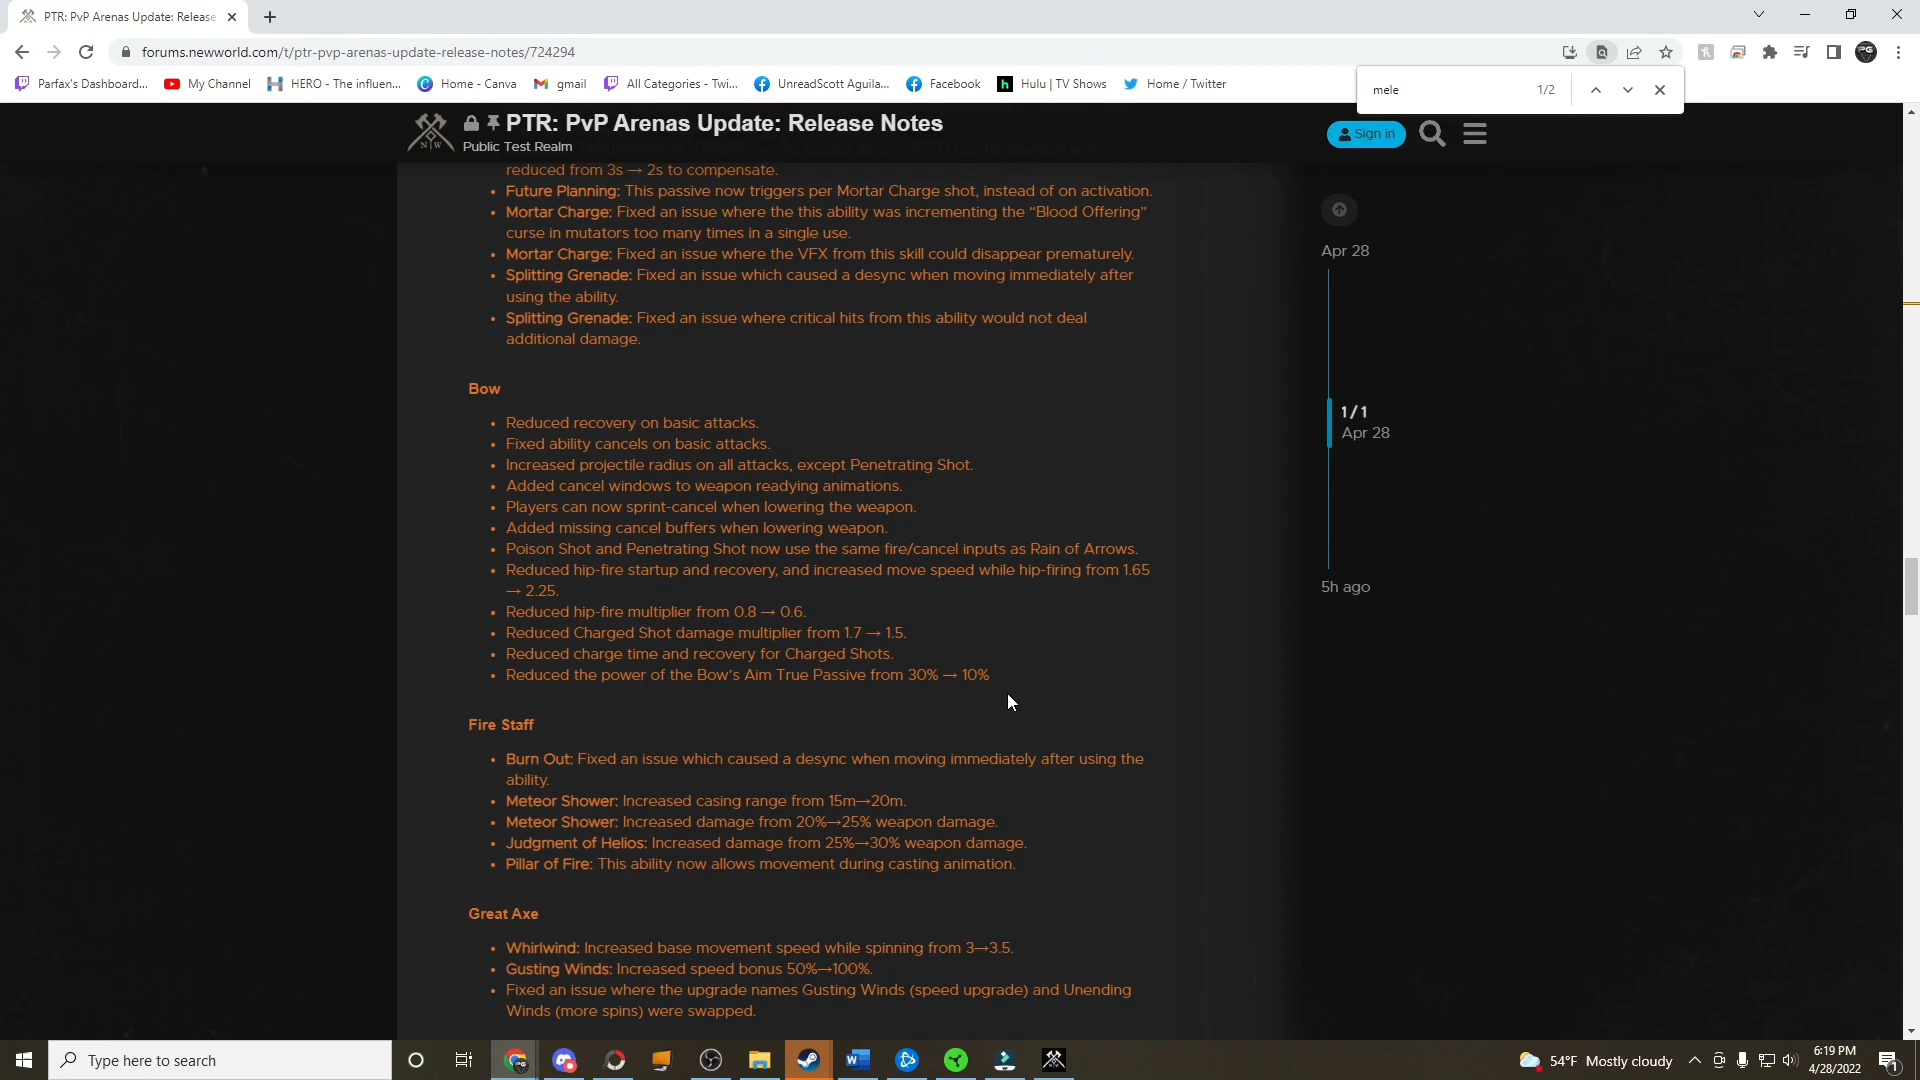 PTR: PvP Arenas Update: Release
forums.newworld.com/t/ptr-pvp-arenas-update-release-notes/724294
Parfax's Dashboard...
My Channel
HERO - The influen...
Home - Canva
gmail
All Categories - Twi...
UnreadScott Aguila...
Facebook
Hulu | TV Shows
Home / Twitter
mele
1/2
PTR: PvP Arenas Update: Release Notes
Public Test Realm
Sign in
reduced from 3s → 2s to compensate.
• Future Planning: This passive now triggers per Mortar Charge shot, instead of on activation.
• Mortar Charge: Fixed an issue where the this ability was incrementing the “Blood Offering”
curse in mutators too many times in a single use.
• Mortar Charge: Fixed an issue where the VFX from this skill could disappear prematurely.
• Splitting Grenade: Fixed an issue which caused a desync when moving immediately after
using the ability.
• Splitting Grenade: Fixed an issue where critical hits from this ability would not deal
additional damage.
Bow
• Reduced recovery on basic attacks.
• Fixed ability cancels on basic attacks.
• Increased projectile radius on all attacks, except Penetrating Shot.
• Added cancel windows to weapon readying animations.
• Players can now sprint-cancel when lowering the weapon.
• Added missing cancel buffers when lowering weapon.
• Poison Shot and Penetrating Shot now use the same fire/cancel inputs as Rain of Arrows.
• Reduced hip-fire startup and recovery, and increased move speed while hip-firing from 1.65
→ 2.25.
• Reduced hip-fire multiplier from 0.8 → 0.6.
• Reduced Charged Shot damage multiplier from 1.7 → 1.5.
• Reduced charge time and recovery for Charged Shots.
• Reduced the power of the Bow's Aim True Passive from 30% → 10%
Fire Staff
• Burn Out: Fixed an issue which caused a desync when moving immediately after using the
ability.
• Meteor Shower: Increased casing range from 15m→20m.
• Meteor Shower: Increased damage from 20%→25% weapon damage.
• Judgment of Helios: Increased damage from 25%→30% weapon damage.
• Pillar of Fire: This ability now allows movement during casting animation.
Great Axe
• Whirlwind: Increased base movement speed while spinning from 3→3.5.
• Gusting Winds: Increased speed bonus 50%→100%.
• Fixed an issue where the upgrade names Gusting Winds (speed upgrade) and Unending
Winds (more spins) were swapped.
Apr 28
1 / 1
Apr 28
5h ago
Type here to search
54°F Mostly cloudy
6:19 PM
4/28/2022